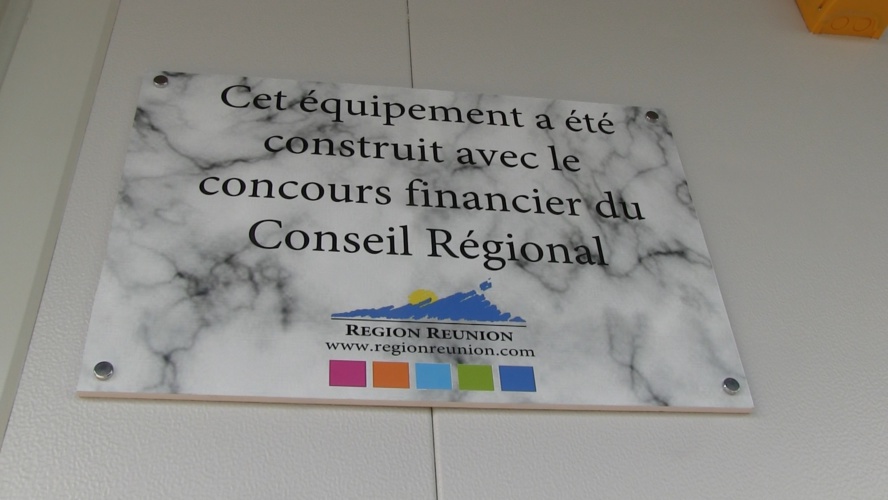 Cet équipement a été
construit avec le
concours financier du
Conseil Régional
REGION REUNION
www.regionreunion.com